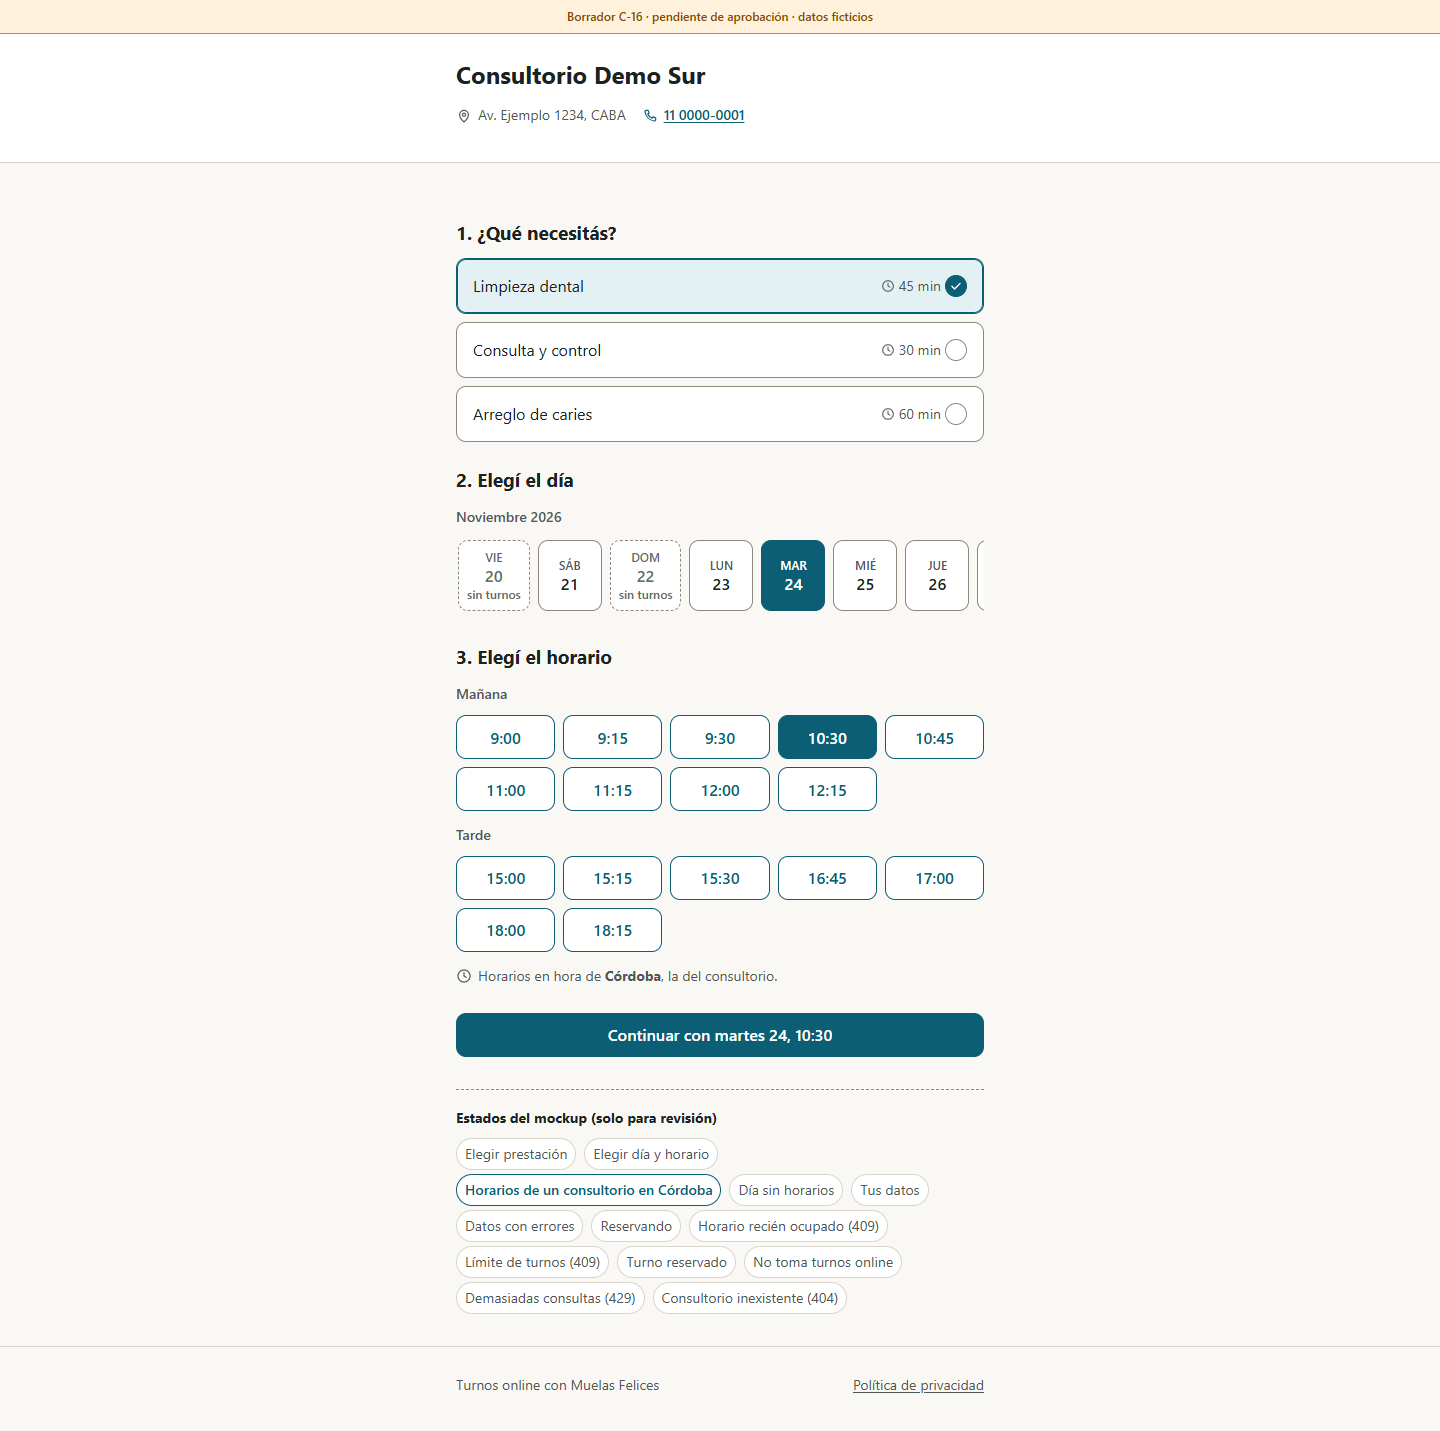 Borrador C-16 · pendiente de aprobación · datos ficticios
Consultorio Demo Sur
Av. Ejemplo 1234, CABA 11 0000-0001
1. ¿Qué necesitás?
Limpieza dental 45 min
Consulta y control 30 min
Arreglo de caries 60 min
2. Elegí el día
Noviembre 2026
VIE SÁB DOM LUN MAR MIÉ JUE
20 21 22 23 24 25 26
sin turnos sin turnos
3. Elegí el horario
Mañana
9:00 9:15 9:30 10:30 10:45
11:00 11:15 12:00 12:15
Tarde
15:00 15:15 15:30 16:45 17:00
18:00 18:15
Horarios en hora de Córdoba, la del consultorio.
Continuar con martes 24, 10:30
Estados del mockup (solo para revisión)
Elegir prestación Elegir día y horario
Horarios de un consultorio en Córdoba Día sin horarios Tus datos
Datos con errores Reservando Horario recién ocupado (409)
Límite de turnos (409) Turno reservado No toma turnos online
Demasiadas consultas (429) Consultorio inexistente (404)
Turnos online con Muelas Felices Política de privacidad